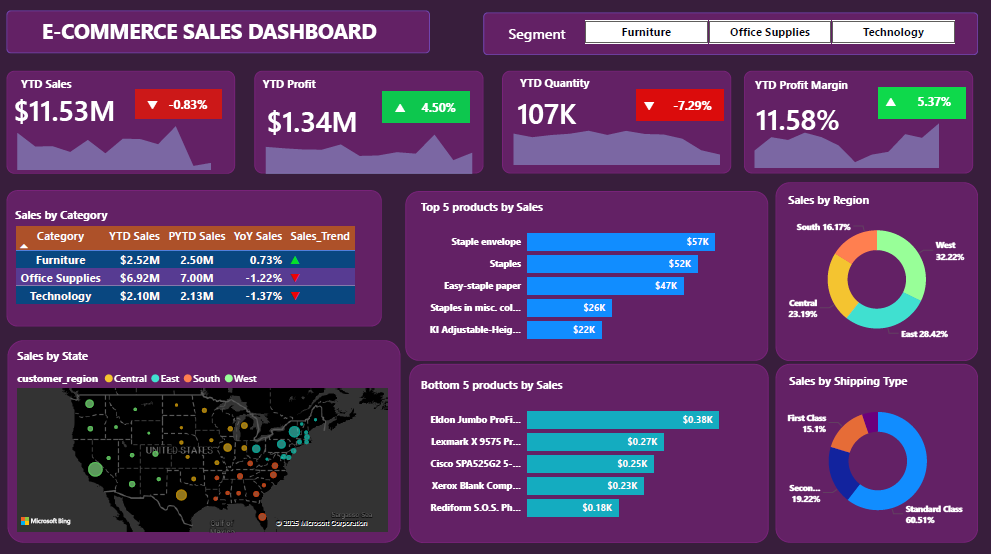 E-COMMERCE SALES DASHBOARD
Segment
Furniture
Office Supplies
Technology
YTD Sales
$11.53M
▼ -0.83%
YTD Profit
$1.34M
▲ 4.50%
YTD Quantity
107K
▼ -7.29%
YTD Profit Margin
11.58%
▲ 5.37%
Sales by Category
Category YTD Sales PYTD Sales YoY Sales Sales_Trend
Furniture $2.52M 2.50M 0.73% ▲
Office Supplies $6.92M 7.00M -1.22% ▼
Technology $2.10M 2.13M -1.37% ▼
Top 5 products by Sales
Staple envelope $57K
Staples $52K
Easy-staple paper $47K
Staples in misc. col... $26K
KI Adjustable-Heig... $22K
Sales by Region
South 16.17%
West
32.22%
Central
23.19%
East 28.42%
Sales by State
customer_region Central East South West
UNITED STATES
Gulf of
Mexico
Sargasso Sea
Microsoft Bing
© 2025 Microsoft Corporation
Bottom 5 products by Sales
Eldon Jumbo ProFi... $0.38K
Lexmark X 9575 Pr... $0.27K
Cisco SPA525G2 5-... $0.25K
Xerox Blank Comp... $0.23K
Rediform S.O.S. Ph... $0.18K
Sales by Shipping Type
First Class
15.1%
Secon...
19.22%
Standard Class
60.51%